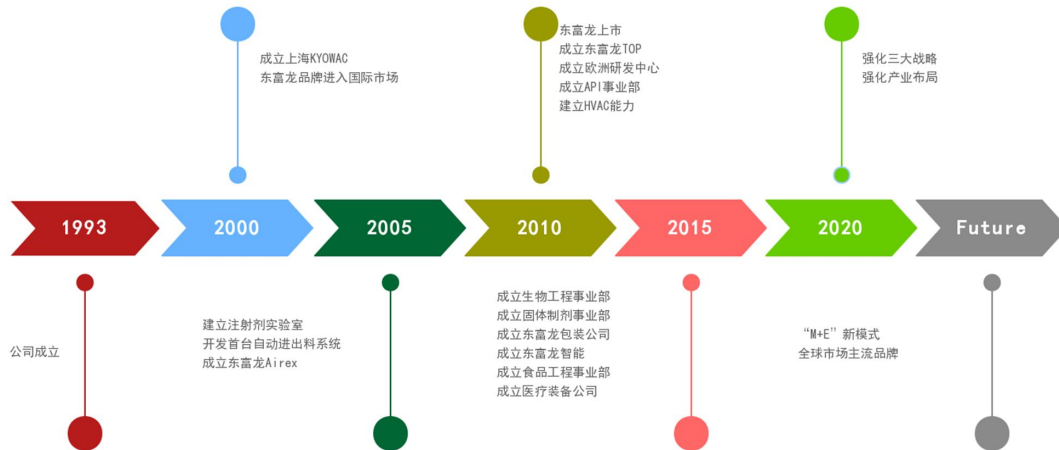 成立上海KYOWAC
东富龙品牌进入国际市场
东富龙上市
成立东富龙TOP
成立欧洲研发中心
成立API事业部
建立HVAC能力
强化三大战略
强化产业布局
1993
2000
2005
2010
2015
2020
Future
公司成立
建立注射剂实验室
开发首台自动进出料系统
成立东富龙Airex
成立生物工程事业部
成立固体制剂事业部
成立东富龙包装公司
成立东富龙智能
成立食品工程事业部
成立医疗装备公司
“M+E”新模式
全球市场主流品牌